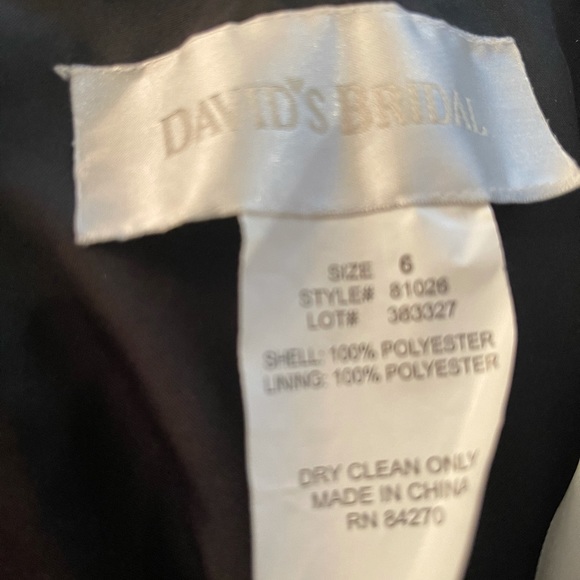 DAVID'S BRIDAL
SIZE 6
STYLE# 81026
LOT# 383327
SHELL: 100% POLYESTER
LINING: 100% POLYESTER
DRY CLEAN ONLY
MADE IN CHINA
RN 84270